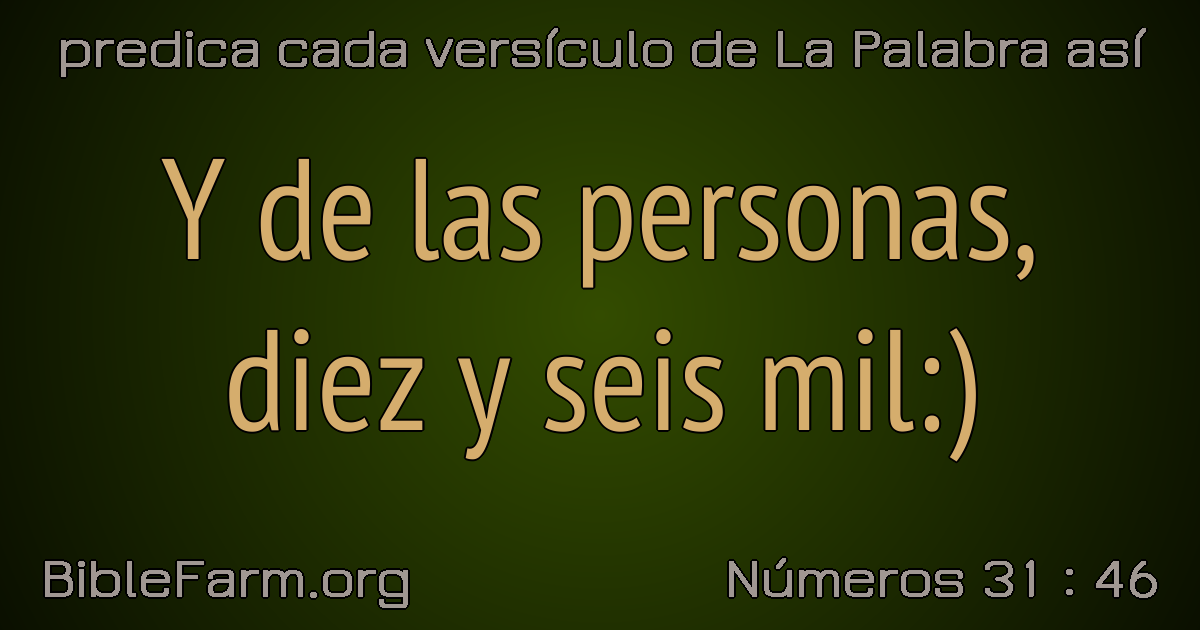 predica cada versículo de La Palabra así
Y de las personas,
diez y seis mil:)
BibleFarm.org
Números 31 : 46